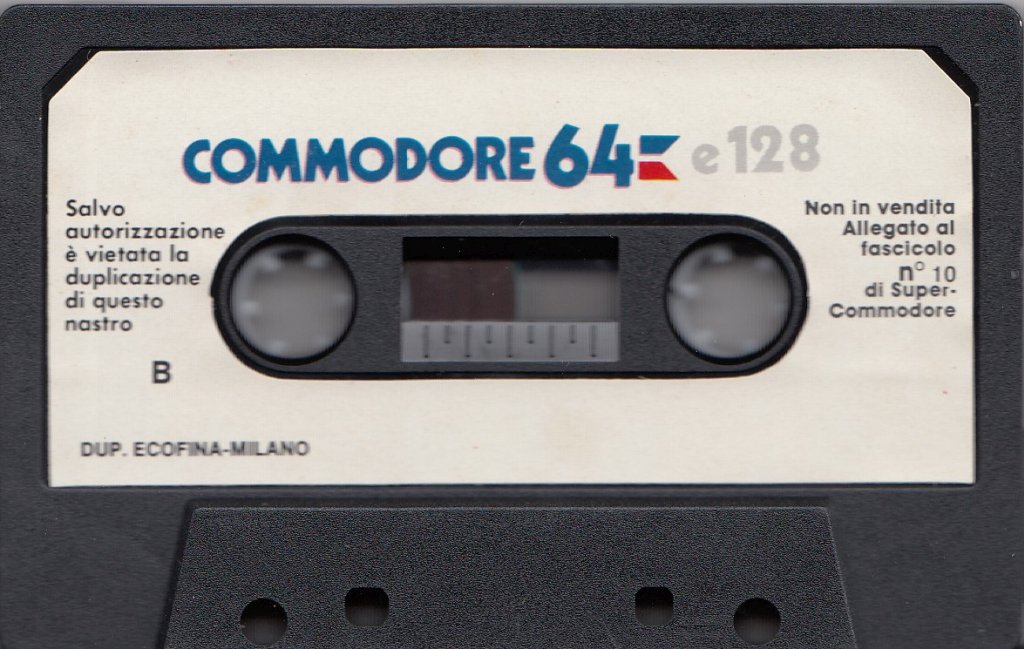 COMMODORE 64 e 128
Salvo
autorizzazione
è vietata la
duplicazione
di questo
nastro
B
DUP. ECOFINA-MILANO
Non in vendita
Allegato al
fascicolo
n° 10
di Super-
Commodore